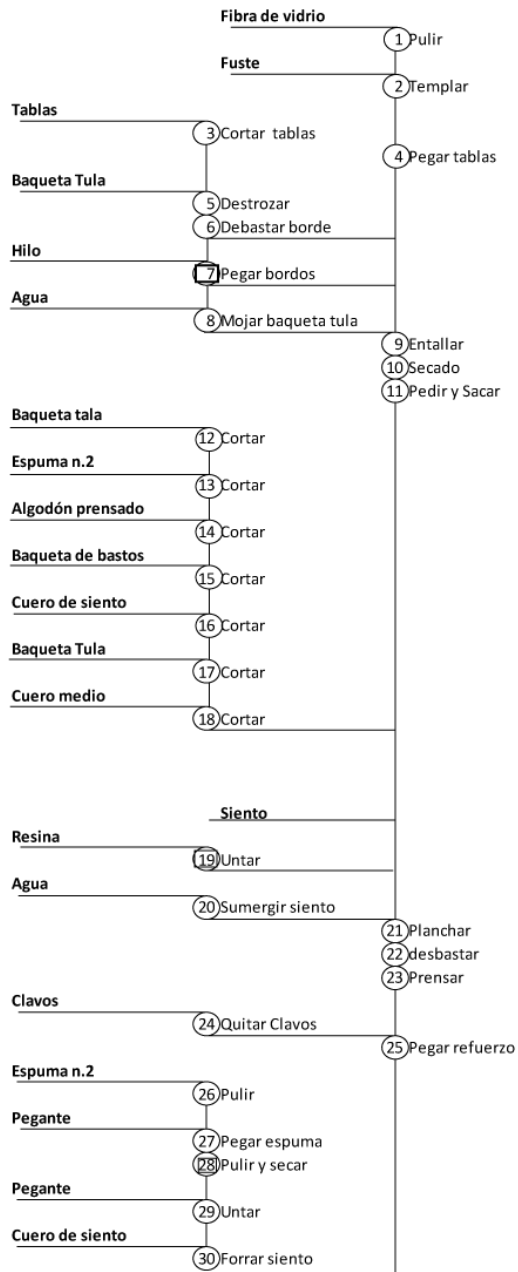 Fibra de vidrio
1 Pulir
Fuste
2 Templar
Tablas
3 Cortar tablas
4 Pegar tablas
Baqueta Tula
5 Destrozar
6 Debastar borde
Hilo
7 Pegar bordos
Agua
8 Mojar baqueta tula
9 Entallar
10 Secado
11 Pedir y Sacar
Baqueta tala
12 Cortar
Espuma n.2
13 Cortar
Algodón prensado
14 Cortar
Baqueta de bastos
15 Cortar
Cuero de siento
16 Cortar
Baqueta Tula
17 Cortar
Cuero medio
18 Cortar
Siento
Resina
19 Untar
Agua
20 Sumergir siento
21 Planchar
22 desbastar
23 Prensar
Clavos
24 Quitar Clavos
25 Pegar refuerzo
Espuma n.2
26 Pulir
Pegante
27 Pegar espuma
28 Pulir y secar
Pegante
29 Untar
Cuero de siento
30 Forrar siento